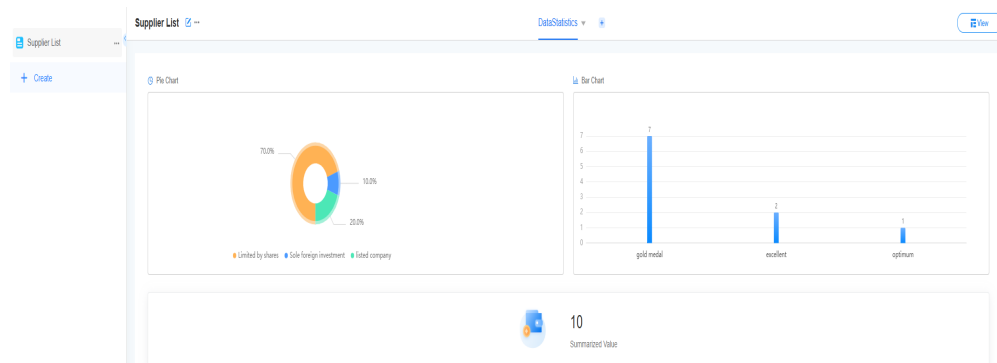 Supplier List
DataStatistics
View
Supplier List
Create
Pie Chart
70.0%
10.0%
20.0%
Limited by shares Sole foreign investment listed company
Bar Chart
7
6
5
4
3
2
1
0
7
2
1
gold medal excellent optimum
10
Summarized Value